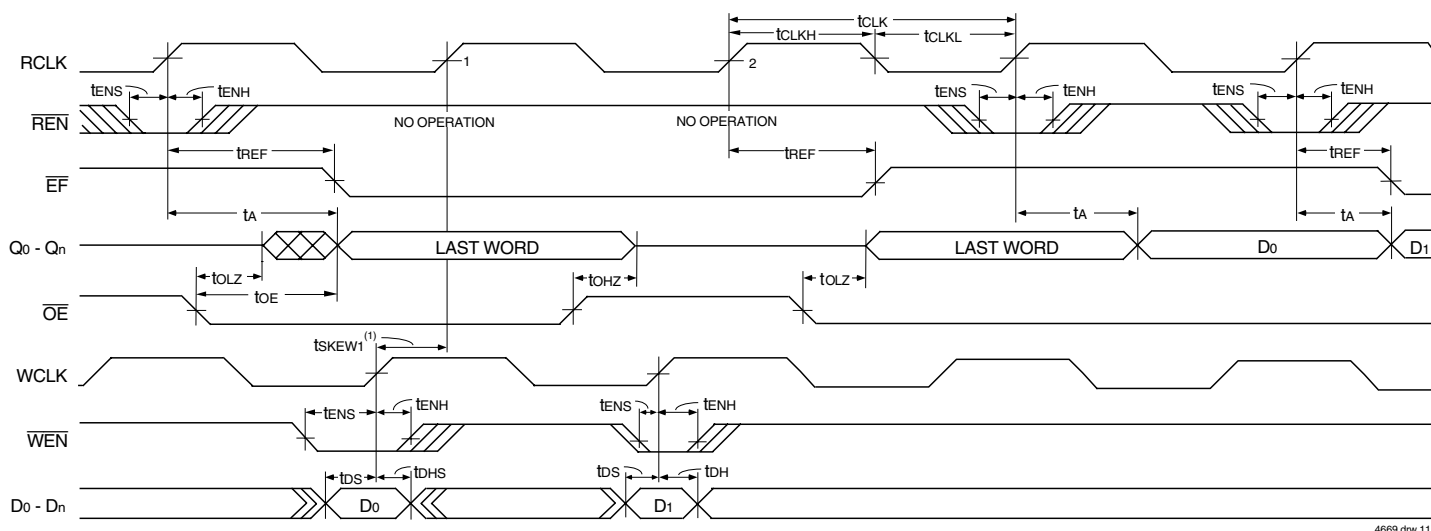 tCLK
tCLKH tCLKL
RCLK 1 2
tENS tENH tENS tENH tENS tENH
REN NO OPERATION NO OPERATION
tREF tREF tREF
EF
tA tA tA
Q0 - Qn LAST WORD LAST WORD D0 D1
tOLZ tOHZ tOLZ
tOE
OE
tSKEW1(1)
WCLK
tENS tENH tENS tENH
WEN
tDS tDHS tDS tDH
D0 - Dn D0 D1
4669 drw 11